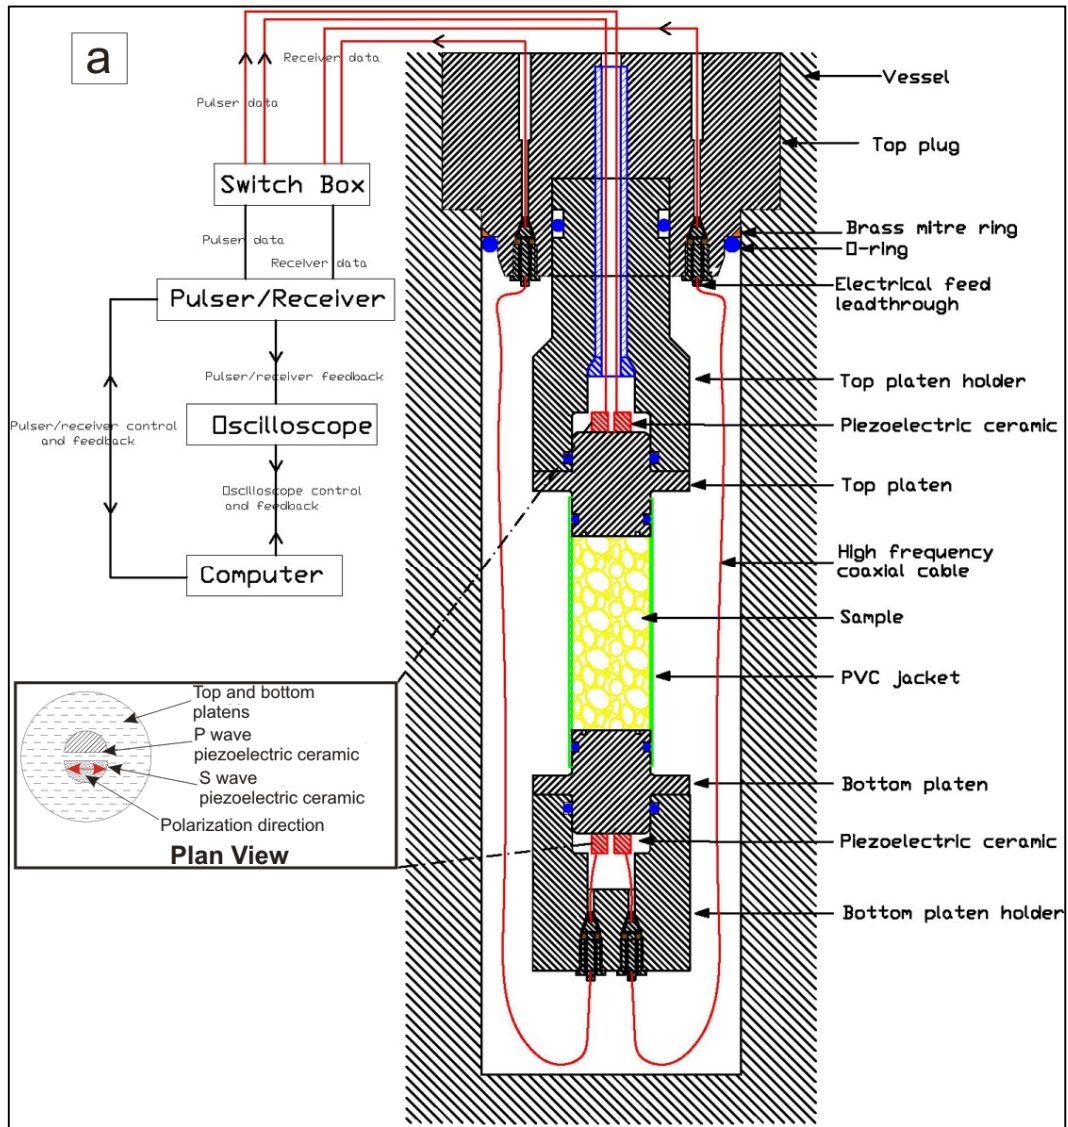 a
Receiver data
Pulser data
Switch Box
Pulser data
Receiver data
Pulser/Receiver
Pulser/receiver feedback
Pulser/receiver control
and feedback
Oscilloscope
Oscilloscope control
and feedback
Computer
Vessel
Top plug
Brass mitre ring
O-ring
Electrical feed
leadthrough
Top platen holder
Piezoelectric ceramic
Top platen
High frequency
coaxial cable
Sample
PVC jacket
Bottom platen
Piezoelectric ceramic
Bottom platen holder
Top and bottom
platens
P wave
piezoelectric ceramic
S wave
piezoelectric ceramic
Polarization direction
Plan View